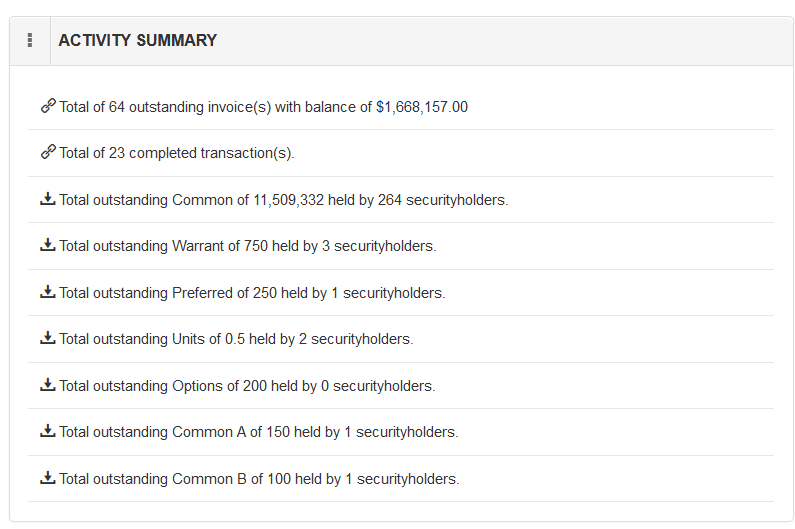 ACTIVITY SUMMARY
Total of 64 outstanding invoice(s) with balance of $1,668,157.00
Total of 23 completed transaction(s).
Total outstanding Common of 11,509,332 held by 264 securityholders.
Total outstanding Warrant of 750 held by 3 securityholders.
Total outstanding Preferred of 250 held by 1 securityholders.
Total outstanding Units of 0.5 held by 2 securityholders.
Total outstanding Options of 200 held by 0 securityholders.
Total outstanding Common A of 150 held by 1 securityholders.
Total outstanding Common B of 100 held by 1 securityholders.